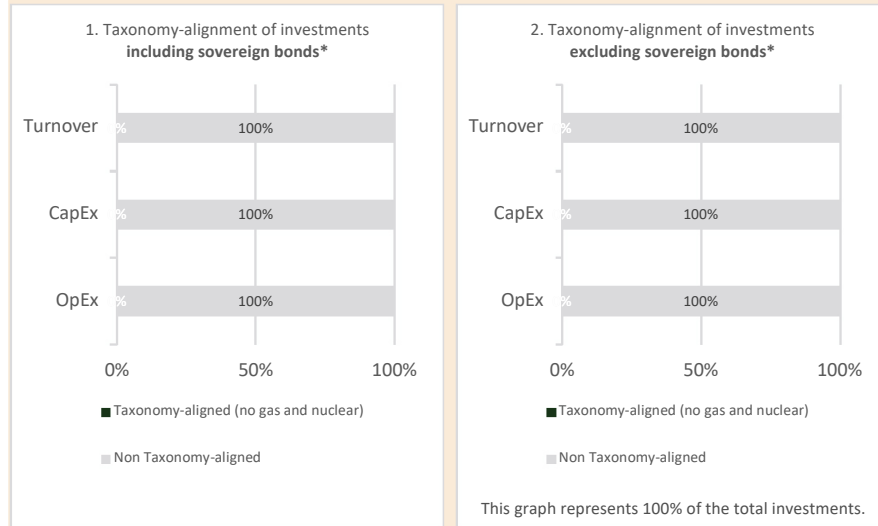 1. Taxonomy-alignment of investments
including sovereign bonds*
Turnover
%
100%
CapEx
%
100%
OpEx
%
100%
0%
50%
100%
Taxonomy-aligned (no gas and nuclear)
Non Taxonomy-aligned
2. Taxonomy-alignment of investments
excluding sovereign bonds*
Turnover
%
100%
CapEx
%
100%
OpEx
%
100%
0%
50%
100%
Taxonomy-aligned (no gas and nuclear)
Non Taxonomy-aligned
This graph represents 100% of the total investments.